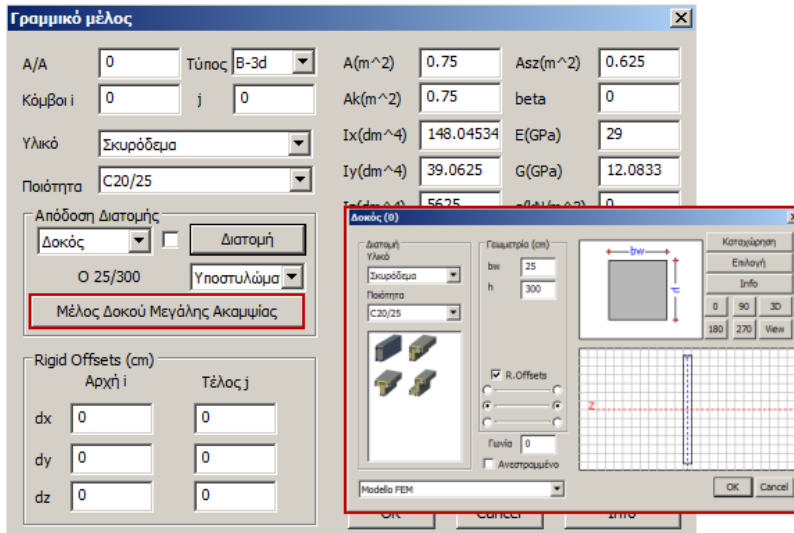 Γραμμικό μέλος
A/A 0 Τύπος B-3d
Κόμβοι i 0 j 0
Υλικό Σκυρόδεμα
Ποιότητα C20/25
Απόδοση Διατομής
Δοκός Διατομή
Ο 25/300 Υποστυλώμα
Μέλος Δοκού Μεγάλης Ακαμψίας
Rigid Offsets (cm)
Αρχή i Τέλος j
dx 0 0
dy 0 0
dz 0 0
A(m^2) 0.75 Asz(m^2) 0.625
Ak(m^2) 0.75 beta 0
Ix(dm^4) 148.04534 E(GPa) 29
Iy(dm^4) 39.0625 G(GPa) 12.0833
5625 0
Δοκός (0)
Διατομή
Υλικό
Σκυρόδεμα
Ποιότητα
C20/25
Γεωμετρία (cm)
bw 25
h 300
R.Offsets
Γωνία 0
Ανεστραμμένο
Modello FEM
bw
h
Καταχώρηση
Επιλογή
Info
0 90 3D
180 270 View
Z
OK Cancel